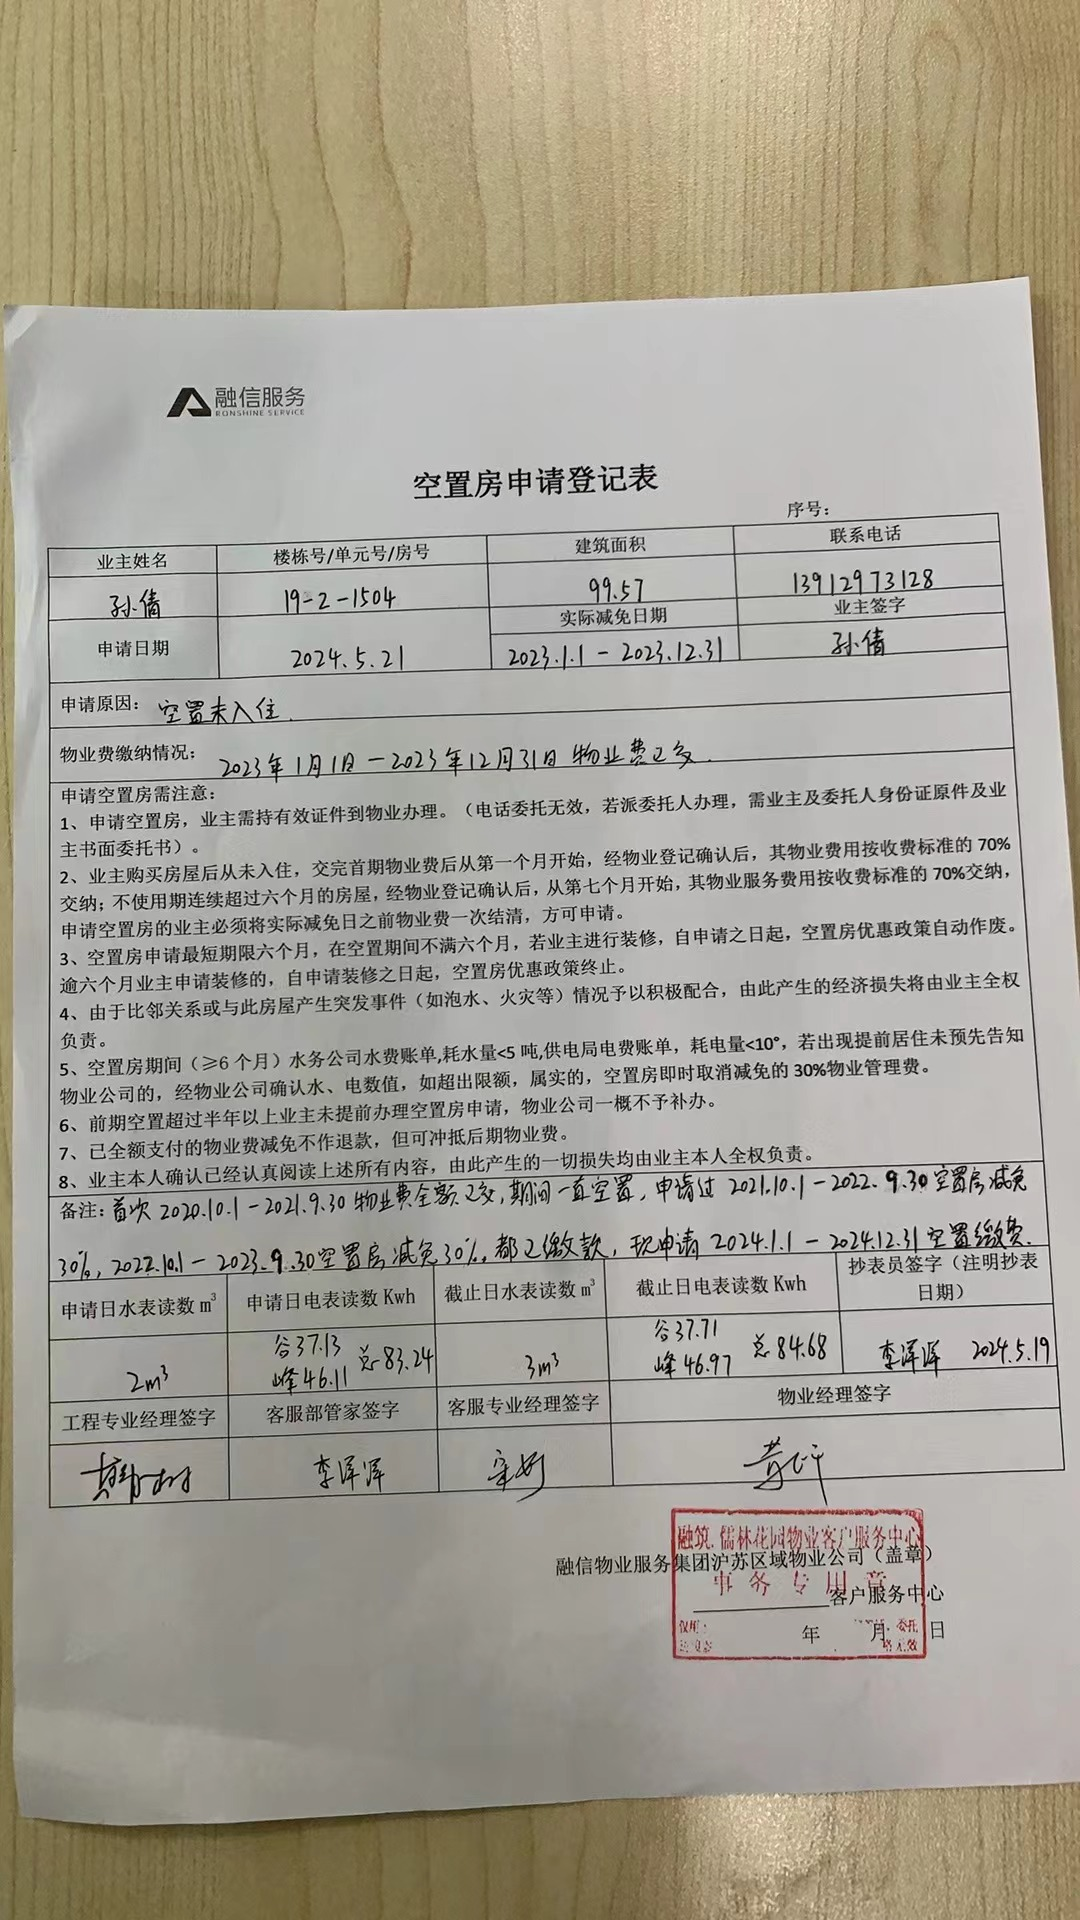 融信服务
RONSHINE SERVICE
空置房申请登记表
序号：
业主姓名 楼栋号/单元号/房号 建筑面积 联系电话
孙倩 19-2-1504 99.57 13912973128
实际减免日期 业主签字
申请日期 2024.5.21 2023.1.1-2023.12.31 孙倩
申请原因： 空置未入住.
物业费缴纳情况： 2023年1月1日-2023年12月31日物业费已交.
申请空置房需注意：
1、申请空置房，业主需持有效证件到物业办理。（电话委托无效，若派委托人办理，需业主及委托人身份证原件及业
主书面委托书）。
2、业主购买房屋后从未入住，交完首期物业费后从第一个月开始，经物业登记确认后，其物业费用按收费标准的 70%
交纳；不使用期连续超过六个月的房屋，经物业登记确认后，从第七个月开始，其物业服务费用按收费标准的 70%交纳，
申请空置房的业主必须将实际减免日之前物业费一次结清，方可申请。
3、空置房申请最短期限六个月，在空置期间不满六个月，若业主进行装修，自申请之日起，空置房优惠政策自动作废。
逾六个月业主申请装修的，自申请装修之日起，空置房优惠政策终止。
4、由于比邻关系或与此房屋产生突发事件（如泡水、火灾等）情况予以积极配合，由此产生的经济损失将由业主全权
负责。
5、空置房期间（≥6 个月）水务公司水费账单,耗水量<5 吨,供电局电费账单，耗电量<10°，若出现提前居住未预先告知
物业公司的，经物业公司确认水、电数值，如超出限额，属实的，空置房即时取消减免的 30%物业管理费。
6、前期空置超过半年以上业主未提前办理空置房申请，物业公司一概不予补办。
7、已全额支付的物业费减免不作退款，但可冲抵后期物业费。
8、业主本人确认已经认真阅读上述所有内容，由此产生的一切损失均由业主本人全权负责。
备注：首次2020.10.1-2021.9.30物业费全额已交,期间一直空置，申请过2021.10.1-2022.9.30空置房减免
30%，2022.10.1-2023.9.30空置房减免30%，都已缴款，现申请2024.1.1-2024.12.31空置缴费.
申请日水表读数 m³ 申请日电表读数 Kwh 截止日水表读数 m³ 截止日电表读数 Kwh 抄表员签字（注明抄表
日期）
谷37.13 谷37.71
2m³ 峰46.11 总83.24 3m³ 峰46.97 总84.68 李洋洋 2024.5.19
工程专业经理签字 客服部管家签字 客服专业经理签字 物业经理签字
李洋洋
融筑.儒林花园物业客户服务中心
融信物业服务集团沪苏区域物业公司（盖章）
事务专用章
客户服务中心
年 月 日